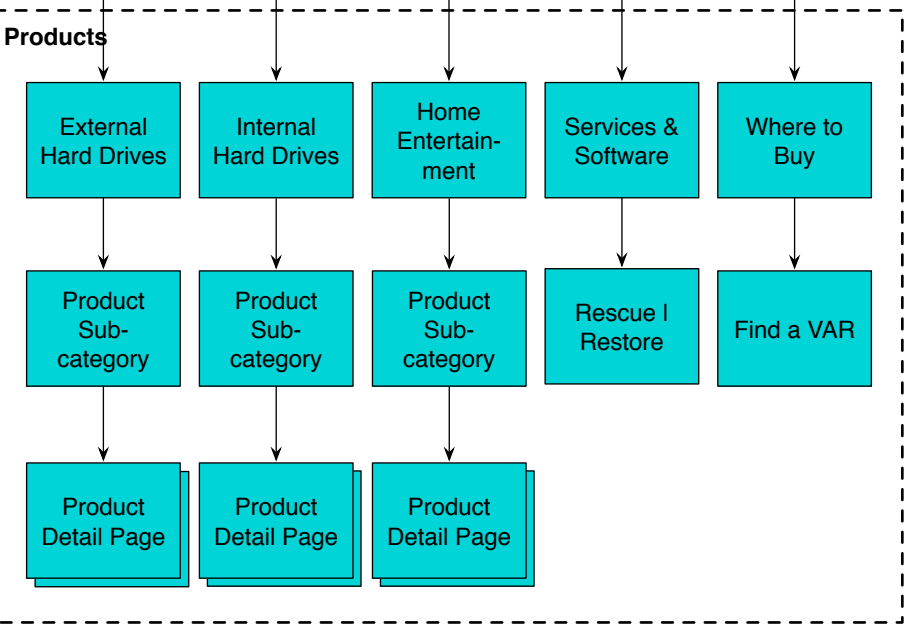 Products
External
Hard Drives
Internal
Hard Drives
Home
Entertain-
ment
Services &
Software
Where to
Buy
Product
Sub-
category
Product
Sub-
category
Product
Sub-
category
Rescue |
Restore
Find a VAR
Product
Detail Page
Product
Detail Page
Product
Detail Page